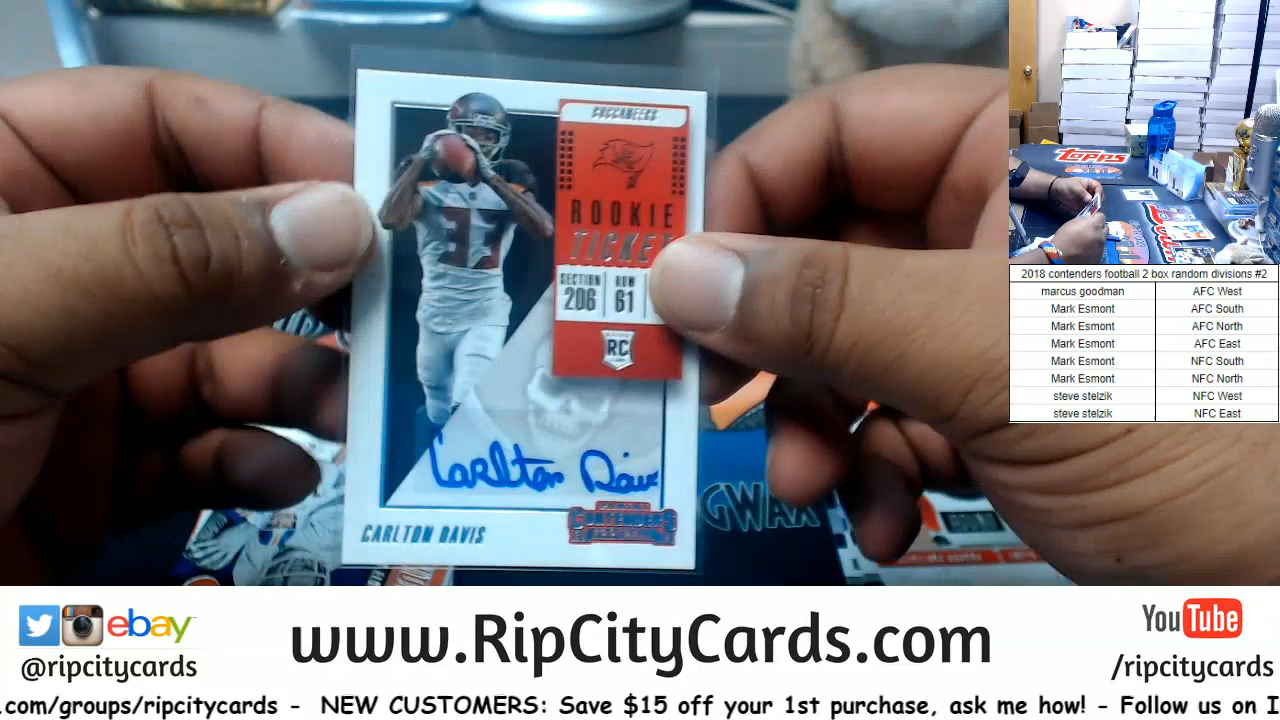 BUCCANEERS
ROOKIE
TICKET
SECTION ROW
206 61
RC
Carlton Davis
CONTENDERS
CARLTON DAVIS
GWAX
TOPPS
2018 contenders football 2 box random divisions #2
marcus goodman AFC West
Mark Esmont AFC South
Mark Esmont AFC North
Mark Esmont AFC East
Mark Esmont NFC South
Mark Esmont NFC North
steve stelzik NFC West
steve stelzik NFC East
ebay
@ripcitycards
www.RipCityCards.com
YouTube
/ripcitycards
.com/groups/ripcitycards - NEW CUSTOMERS: Save $15 off your 1st purchase, ask me how! - Follow us on I